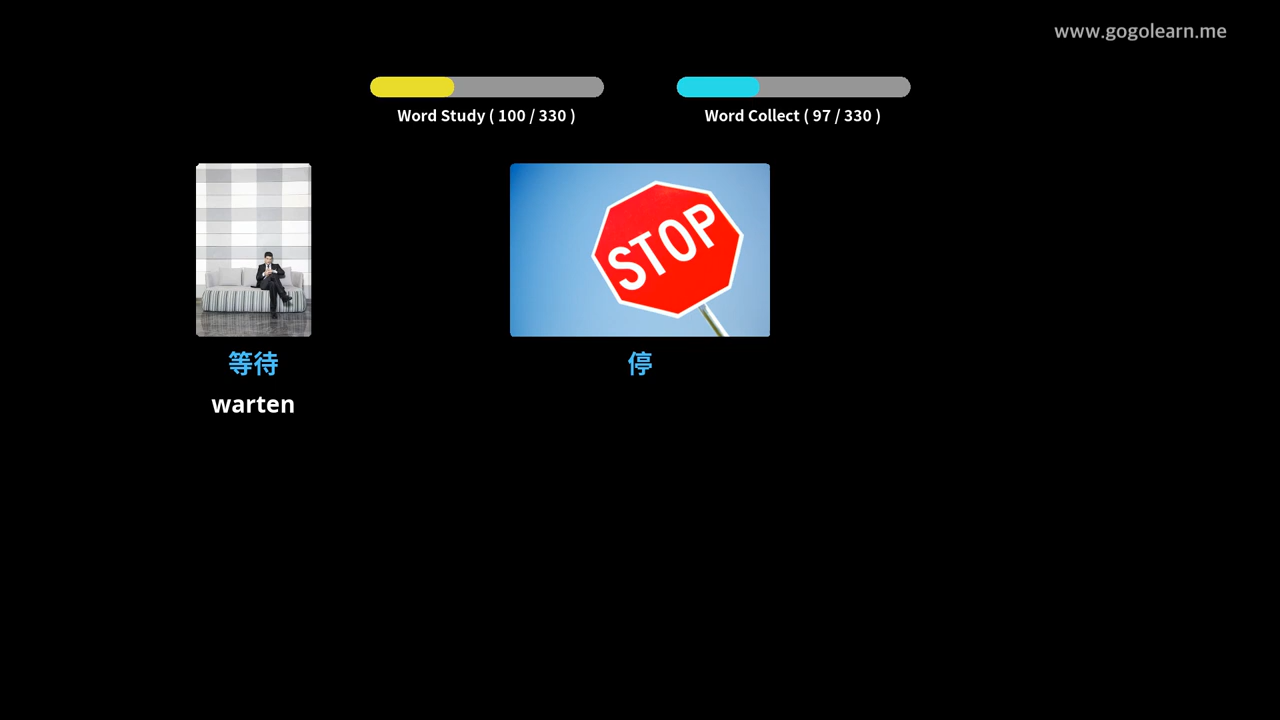 www.gogolearn.me
Word Study ( 100 / 330 )
Word Collect ( 97 / 330 )
STOP
等待
停
warten